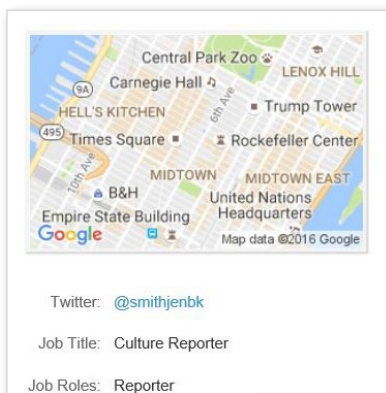 Central Park Zoo
LENOX HILL
Carnegie Hall
9A
6th Ave
Trump Tower
HELL'S KITCHEN
495
Times Square
Rockefeller Center
10th Ave
MIDTOWN
MIDTOWN EAST
B&H
United Nations
Headquarters
Empire State Building
Google
Map data ©2016 Google
Twitter: @smithjenbk
Job Title: Culture Reporter
Job Roles: Reporter